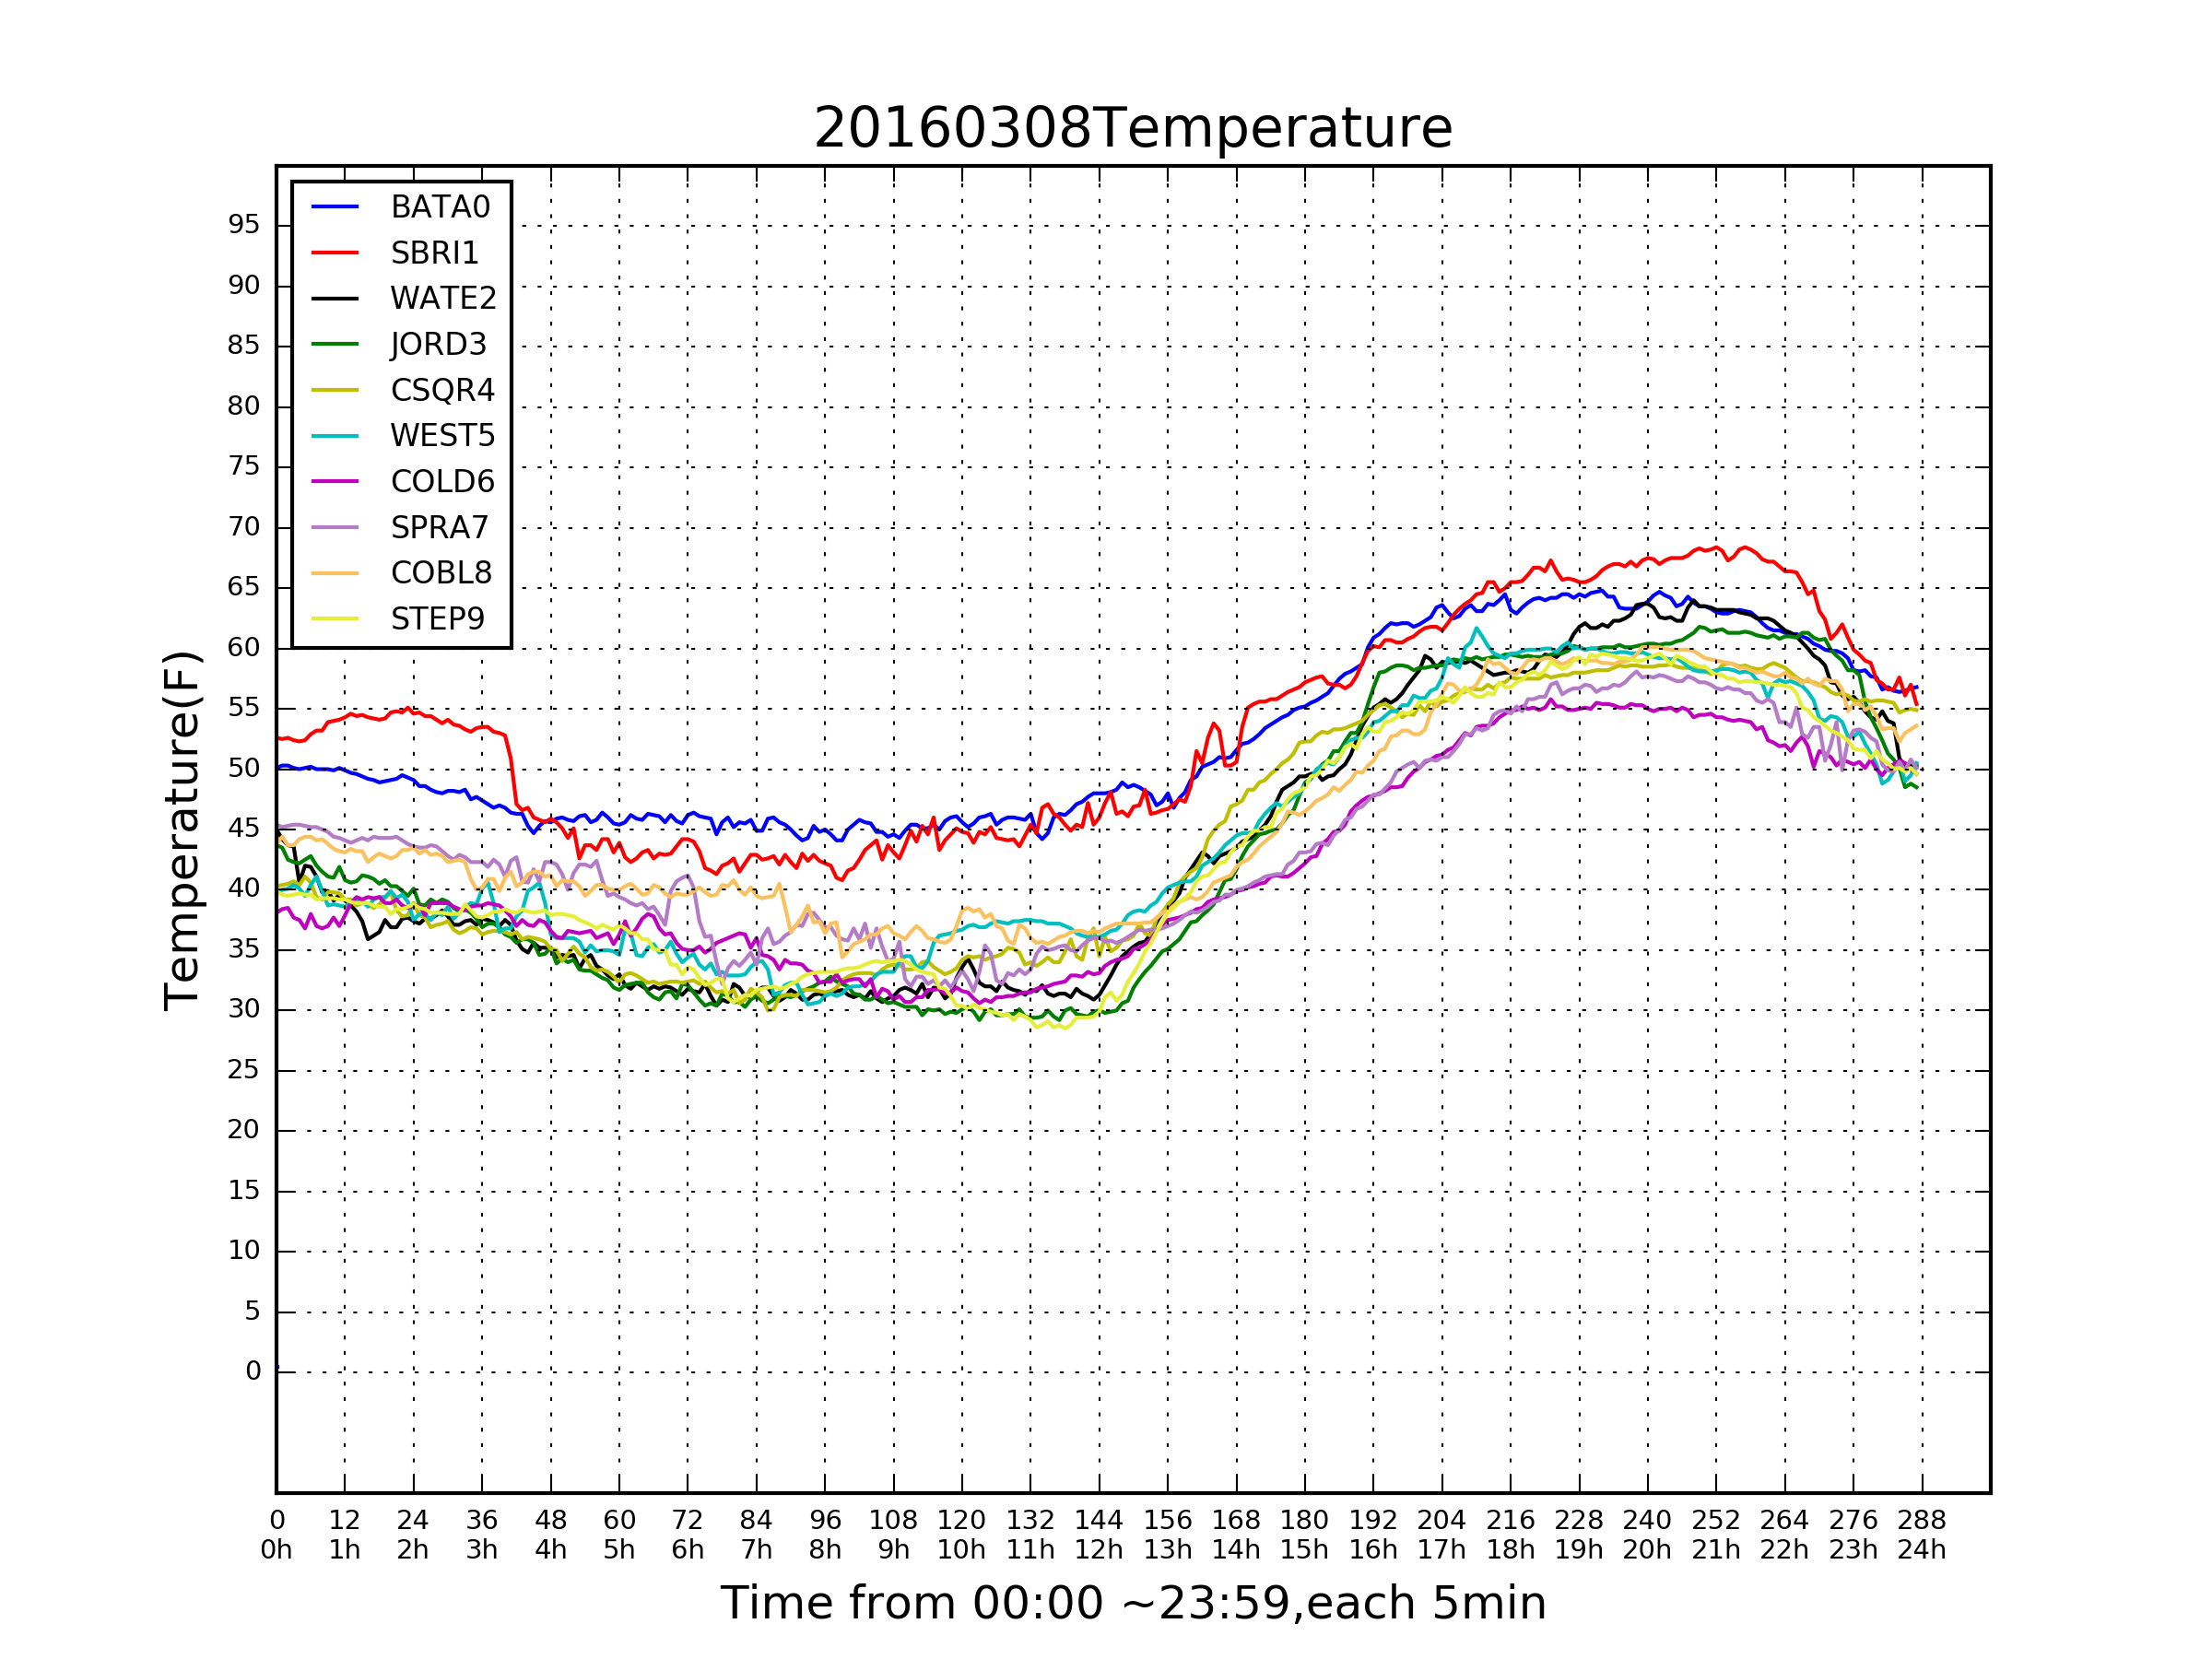 20160308Temperature
BATA0
SBRI1
WATE2
JORD3
CSQR4
WEST5
COLD6
SPRA7
COBL8
STEP9
Temperature(F)
95
90
85
80
75
70
65
60
55
50
45
40
35
30
25
20
15
10
5
0
0 12 24 36 48 60 72 84 96 108 120 132 144 156 168 180 192 204 216 228 240 252 264 276 288
0h 1h 2h 3h 4h 5h 6h 7h 8h 9h 10h 11h 12h 13h 14h 15h 16h 17h 18h 19h 20h 21h 22h 23h 24h
Time from 00:00 ~23:59,each 5min